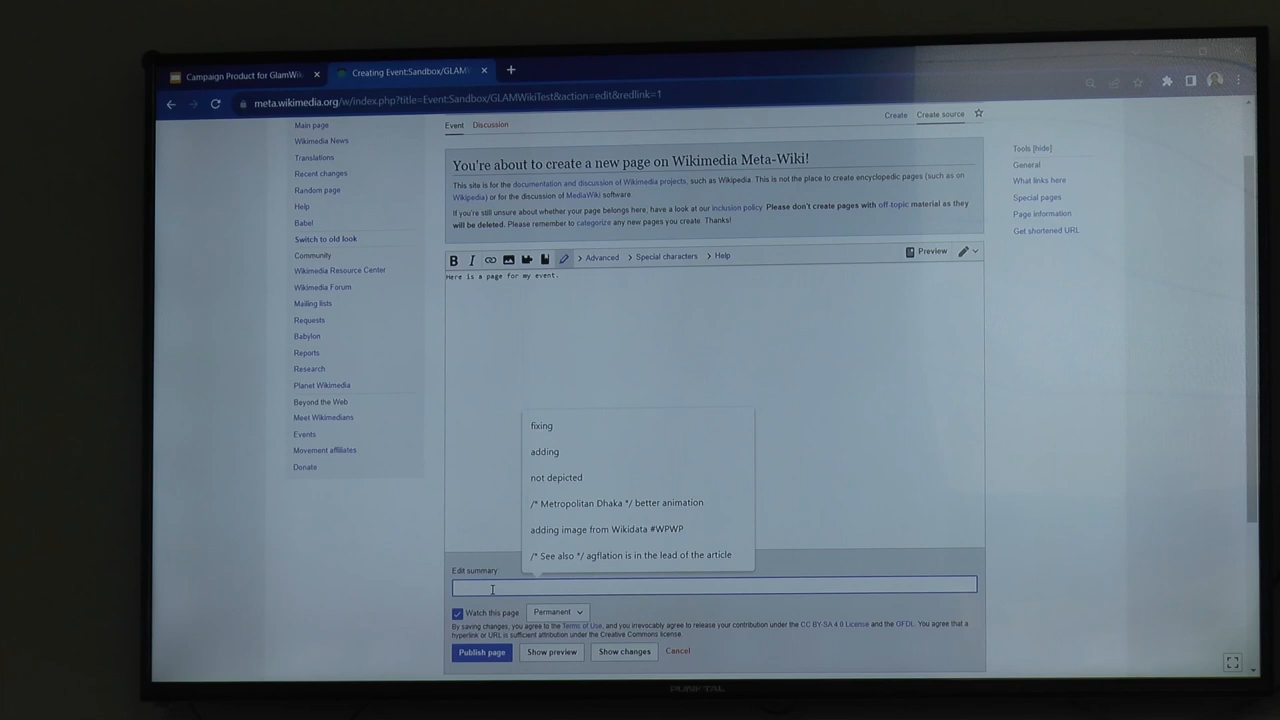 Campaign Product for GlamWiki
Creating Event:Sandbox/GLAMW
meta.wikimedia.org/w/index.php?title=Event:Sandbox/GLAMWikiTest&action=edit&redlink=1
Main page
Wikimedia News
Translations
Recent changes
Random page
Help
Babel
Switch to old look
Community
Wikimedia Resource Center
Wikimedia Forum
Mailing lists
Requests
Babylon
Reports
Research
Planet Wikimedia
Beyond the Web
Meet Wikimedians
Events
Movement affiliates
Donate
Event Discussion
Create Create source
You're about to create a new page on Wikimedia Meta-Wiki!
This site is for the documentation and discussion of Wikimedia projects, such as Wikipedia. This is not the place to create encyclopedic pages (such as on
Wikipedia) or for the discussion of MediaWiki software.
If you're still unsure about whether your page belongs here, have a look at our inclusion policy. Please don't create pages with off topic material as they
will be deleted. Please remember to categorize any new pages you create. Thanks!
B I Advanced Special characters Help Preview
Here is a page for my event.
fixing
adding
not depicted
/* Metropolitan Dhaka */ better animation
adding image from Wikidata #WPWP
/* See also */ agflation is in the lead of the article
Edit summary:
Watch this page Permanent
By saving changes, you agree to the Terms of Use, and you irrevocably agree to release your contribution under the CC BY-SA 4.0 License and the GFDL. You agree that a
hyperlink or URL is sufficient attribution under the Creative Commons license.
Publish page Show preview Show changes Cancel
Tools [hide]
General
What links here
Special pages
Page information
Get shortened URL